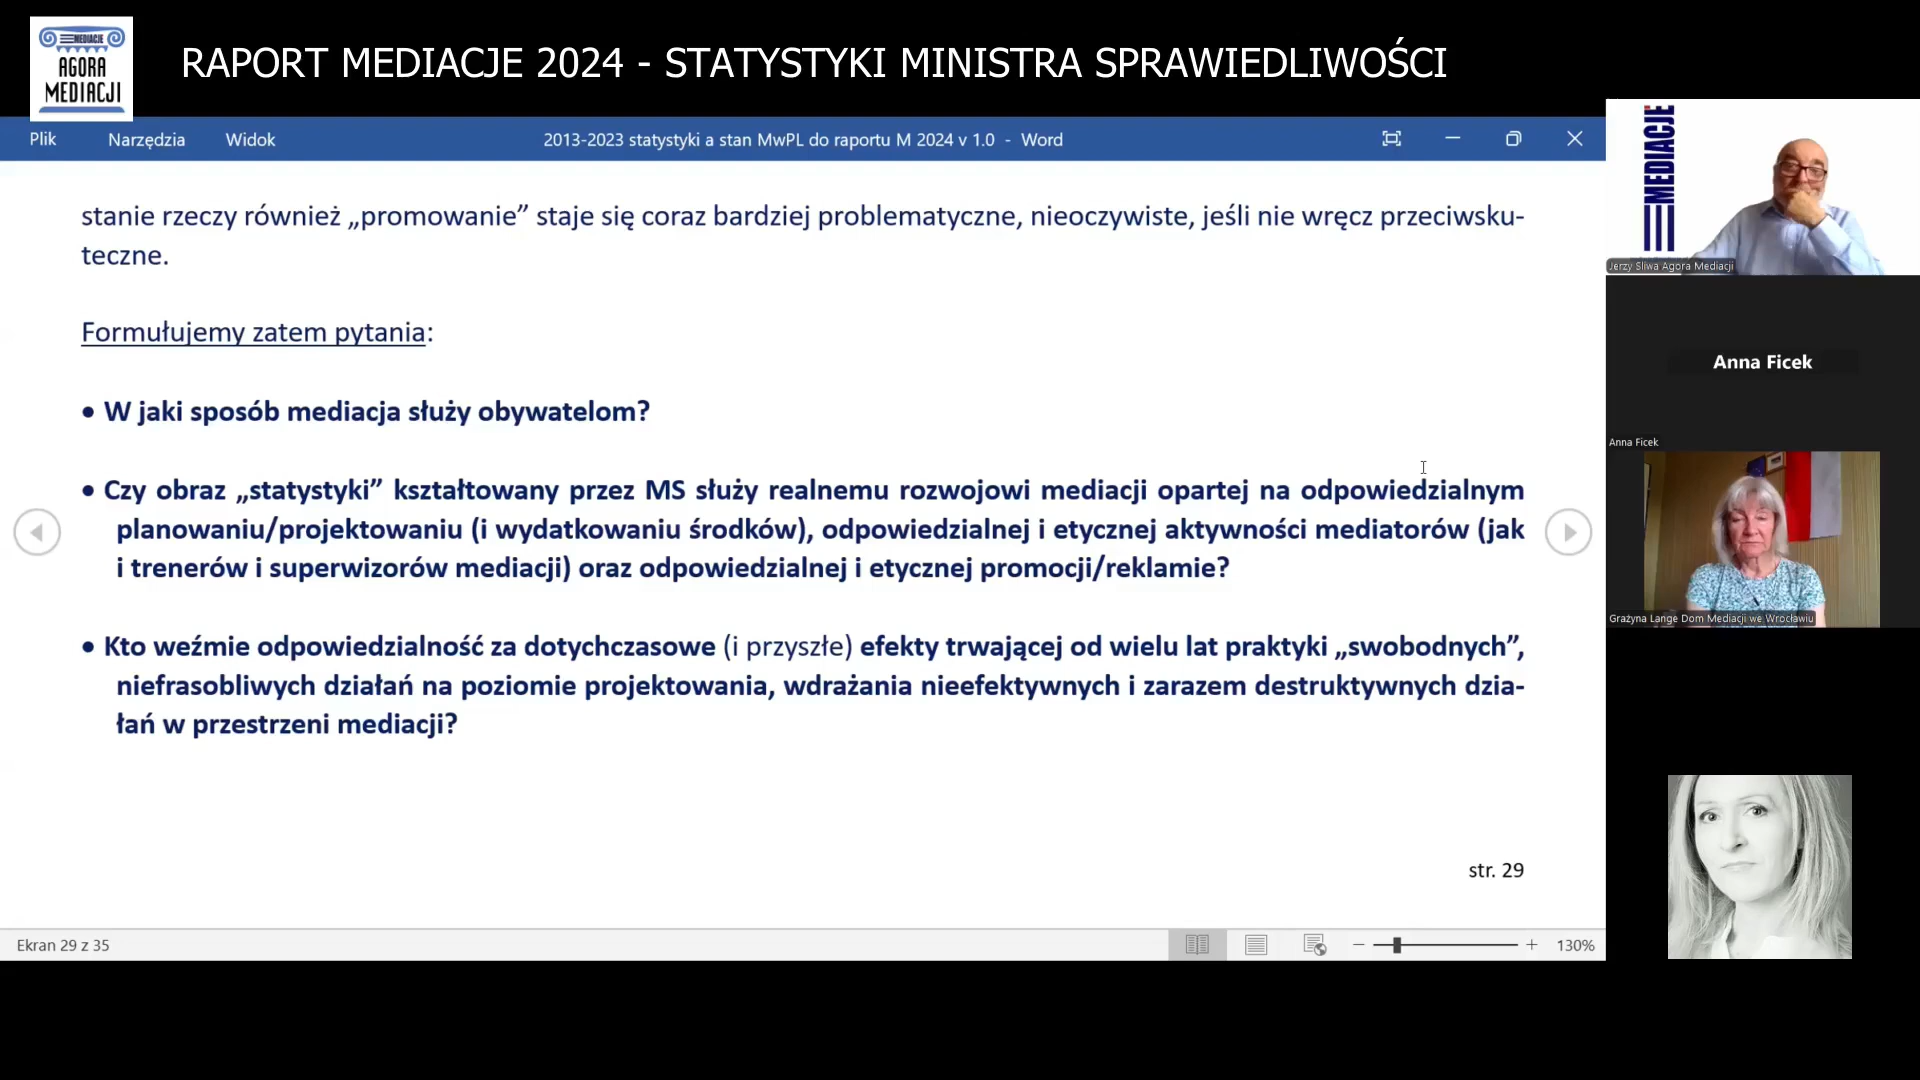 MEDIACJE
AGORA
MEDIACJI
RAPORT MEDIACJE 2024 - STATYSTYKI MINISTRA SPRAWIEDLIWOŚCI
Plik Narzędzia Widok 2013-2023 statystyki a stan MwPL do raportu M 2024 v 1.0 - Word
stanie rzeczy również „promowanie” staje się coraz bardziej problematyczne, nieoczywiste, jeśli nie wręcz przeciwsku-
teczne.
Formułujemy zatem pytania:
• W jaki sposób mediacja służy obywatelom?
• Czy obraz „statystyki” kształtowany przez MS służy realnemu rozwojowi mediacji opartej na odpowiedzialnym
planowaniu/projektowaniu (i wydatkowaniu środków), odpowiedzialnej i etycznej aktywności mediatorów (jak
i trenerów i superwizorów mediacji) oraz odpowiedzialnej i etycznej promocji/reklamie?
• Kto weźmie odpowiedzialność za dotychczasowe (i przyszłe) efekty trwającej od wielu lat praktyki „swobodnych”,
niefrasobliwych działań na poziomie projektowania, wdrażania nieefektywnych i zarazem destruktywnych dzia-
łań w przestrzeni mediacji?
str. 29
Ekran 29 z 35
130%
MEDIACJE
Jerzy Śliwa Agora Mediacji
Anna Ficek
Anna Ficek
Grażyna Lange Dom Mediacji we Wrocławiu